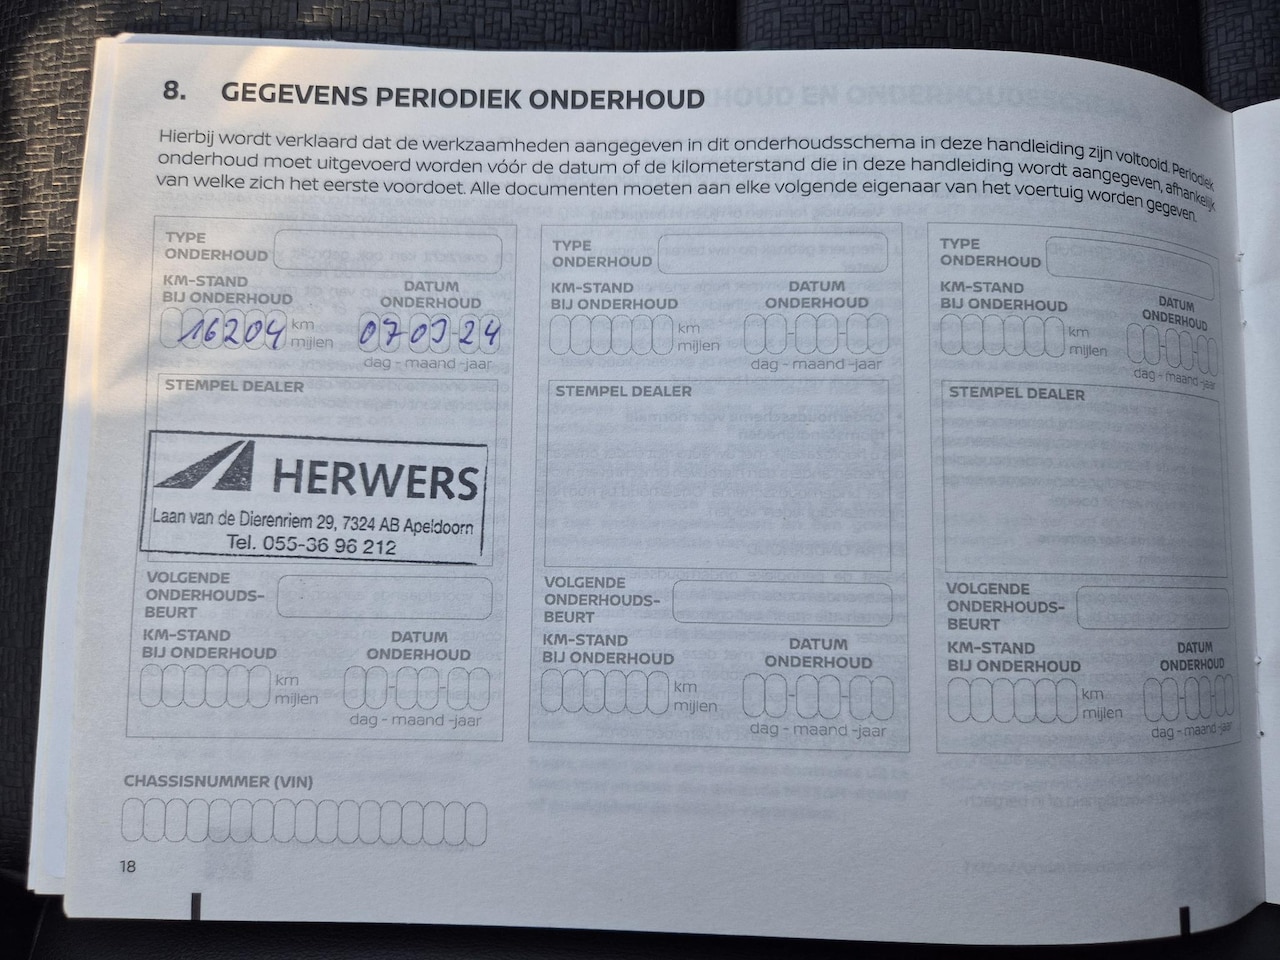 8. GEGEVENS PERIODIEK ONDERHOUD
Hierbij wordt verklaard dat de werkzaamheden aangegeven in dit onderhoudsschema in deze handleiding zijn voltooid. Periodiek
onderhoud moet uitgevoerd worden vóór de datum of de kilometerstand die in deze handleiding wordt aangegeven, afhankelijk
van welke zich het eerste voordoet. Alle documenten moeten aan elke volgende eigenaar van het voertuig worden gegeven.
TYPE
ONDERHOUD
KM-STAND
BIJ ONDERHOUD
DATUM
ONDERHOUD
16204 km
mijlen
07-03-24
dag - maand -jaar
STEMPEL DEALER
HERWERS
Laan van de Dierenriem 29, 7324 AB Apeldoorn
Tel. 055-36 96 212
VOLGENDE
ONDERHOUDS-
BEURT
KM-STAND
BIJ ONDERHOUD
DATUM
ONDERHOUD
km
mijlen
dag - maand -jaar
TYPE
ONDERHOUD
KM-STAND
BIJ ONDERHOUD
DATUM
ONDERHOUD
km
mijlen
dag - maand -jaar
STEMPEL DEALER
VOLGENDE
ONDERHOUDS-
BEURT
KM-STAND
BIJ ONDERHOUD
DATUM
ONDERHOUD
km
mijlen
dag - maand -jaar
TYPE
ONDERHOUD
KM-STAND
BIJ ONDERHOUD
DATUM
ONDERHOUD
km
mijlen
dag - maand -jaar
STEMPEL DEALER
VOLGENDE
ONDERHOUDS-
BEURT
KM-STAND
BIJ ONDERHOUD
DATUM
ONDERHOUD
km
mijlen
dag - maand -jaar
CHASSISNUMMER (VIN)
18